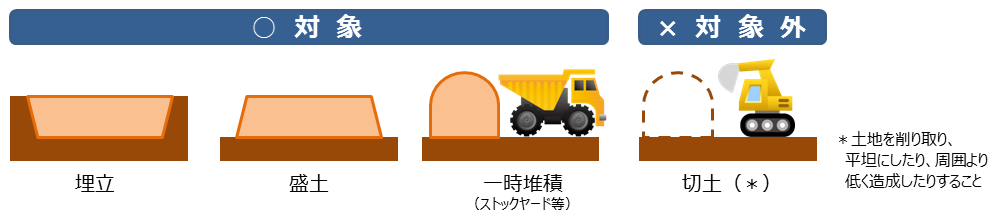 ○ 対 象
× 対 象 外
埋立
盛土
一時堆積
（ストックヤード等）
切土（＊）
＊土地を削り取り、
平坦にしたり、周囲より
低く造成したりすること